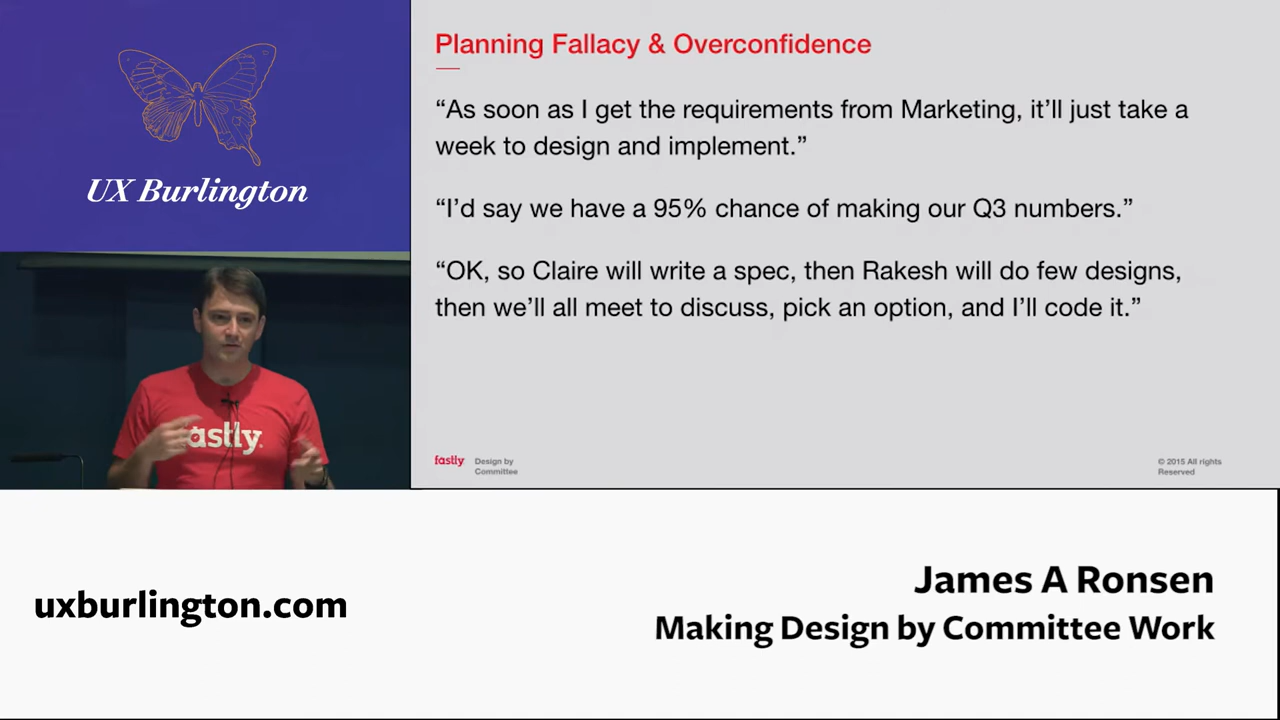 UX Burlington
Planning Fallacy & Overconfidence
“As soon as I get the requirements from Marketing, it’ll just take a
week to design and implement.”
“I’d say we have a 95% chance of making our Q3 numbers.”
“OK, so Claire will write a spec, then Rakesh will do few designs,
then we’ll all meet to discuss, pick an option, and I’ll code it.”
fastly
Design by
Committee
© 2015 All rights
Reserved
astly.
uxburlington.com
James A Ronsen
Making Design by Committee Work